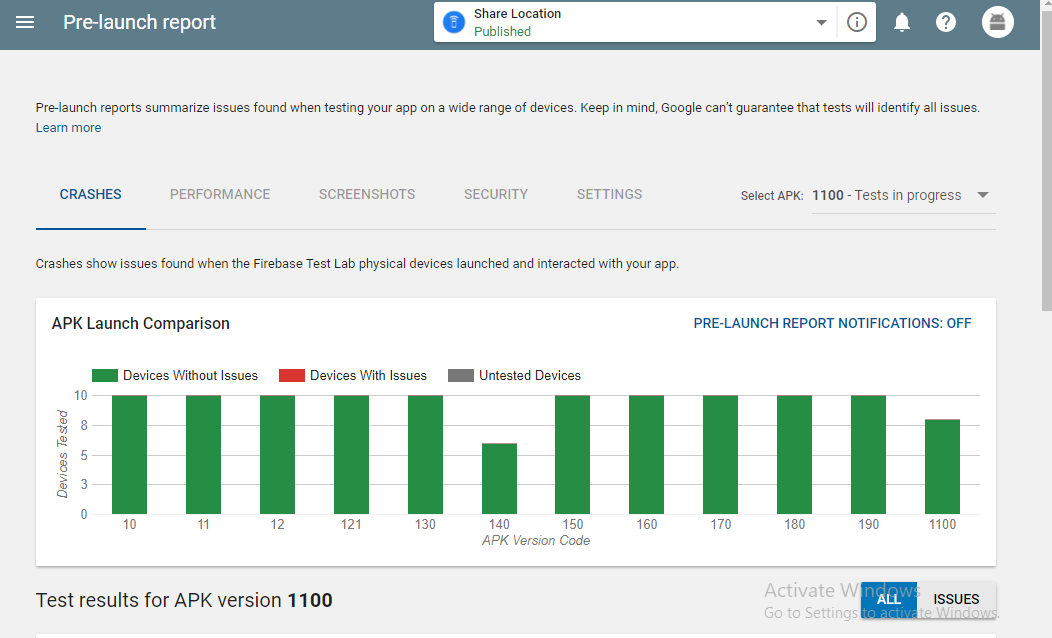 Pre-launch report
Share Location
Published
Pre-launch reports summarize issues found when testing your app on a wide range of devices. Keep in mind, Google can't guarantee that tests will identify all issues.
Learn more
CRASHES PERFORMANCE SCREENSHOTS SECURITY SETTINGS Select APK: 1100 - Tests in progress
Crashes show issues found when the Firebase Test Lab physical devices launched and interacted with your app.
APK Launch Comparison PRE-LAUNCH REPORT NOTIFICATIONS: OFF
Devices Without Issues Devices With Issues Untested Devices
Devices Tested
10
8
5
3
0
10 11 12 121 130 140 150 160 170 180 190 1100
APK Version Code
Test results for APK version 1100
ALL ISSUES
Activate Windows
Go to Settings to activate Windows.